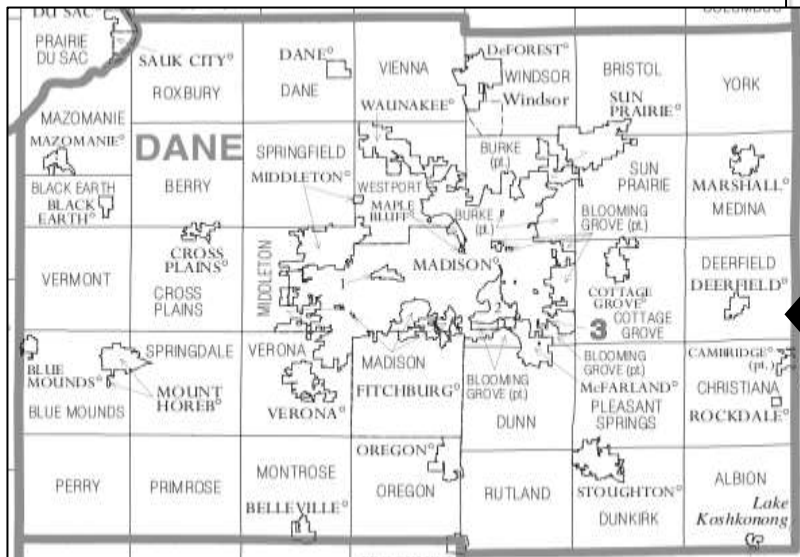 DU SAC°
COLUMBUS
PRAIRIE
DU SAC
SAUK CITY°
ROXBURY
DANE°
DANE
VIENNA
WAUNAKEE°
DeFOREST°
WINDSOR
Windsor
BRISTOL
SUN
PRAIRIE°
YORK
MAZOMANIE
MAZOMANIE°
DANE
BERRY
SPRINGFIELD
MIDDLETON°
WESTPORT
MAPLE
BLUFF°
BURKE
(pt.)
BURKE
(pt.)
SUN
PRAIRIE
MARSHALL°
MEDINA
BLACK EARTH
BLACK
EARTH°
BLOOMING
GROVE (pt.)
VERMONT
CROSS
PLAINS°
CROSS
PLAINS
MIDDLETON
1
MADISON°
2
COTTAGE
GROVE°
3
COTTAGE
GROVE
DEERFIELD
DEERFIELD°
BLUE
MOUNDS°
BLUE MOUNDS
SPRINGDALE
MOUNT
HOREB°
VERONA
VERONA°
MADISON
FITCHBURG°
BLOOMING
GROVE (pt.)
DUNN
BLOOMING
GROVE (pt.)
McFARLAND°
PLEASANT
SPRINGS
CAMBRIDGE°
(pt.)
CHRISTIANA
ROCKDALE°
PERRY
PRIMROSE
MONTROSE
BELLEVILLE°
OREGON°
OREGON
RUTLAND
STOUGHTON°
DUNKIRK
ALBION
Lake
Koshkonong